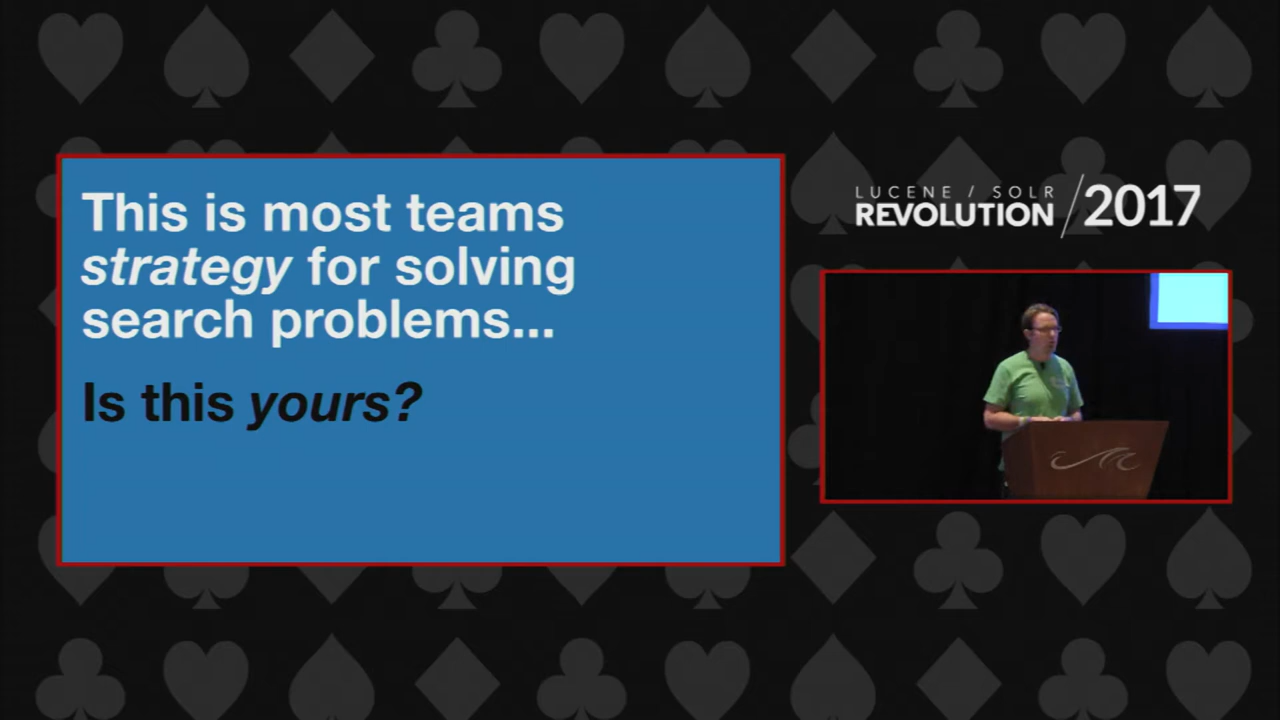 This is most teams
strategy for solving
search problems...
Is this yours?
LUCENE / SOLR
REVOLUTION /2017